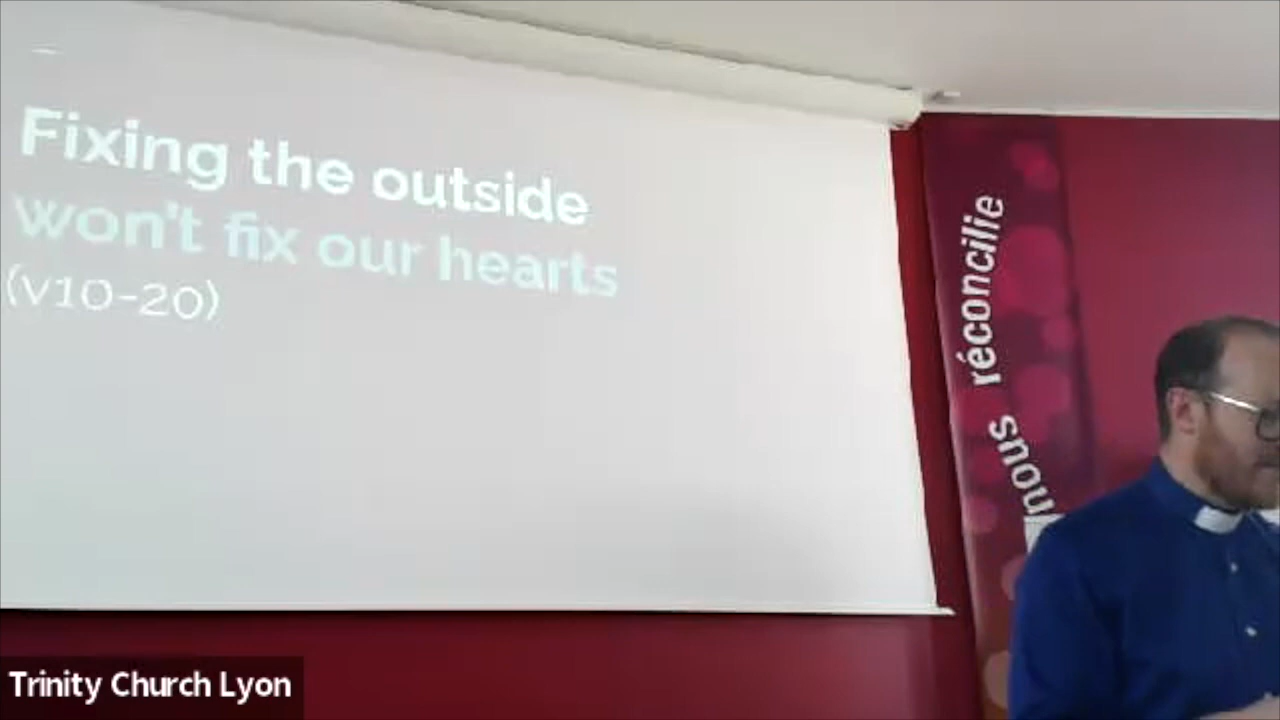 Fixing the outside
won't fix our hearts
(v10-20)
nous réconcilie
Trinity Church Lyon